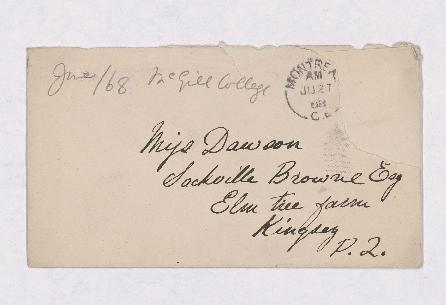 June/68 McGill College
MONTREAL
AM
JU 27
68
C.E
Miss Dawson
Sackville Browne Esq
Elm tree farm
Kingsey
P. Q.